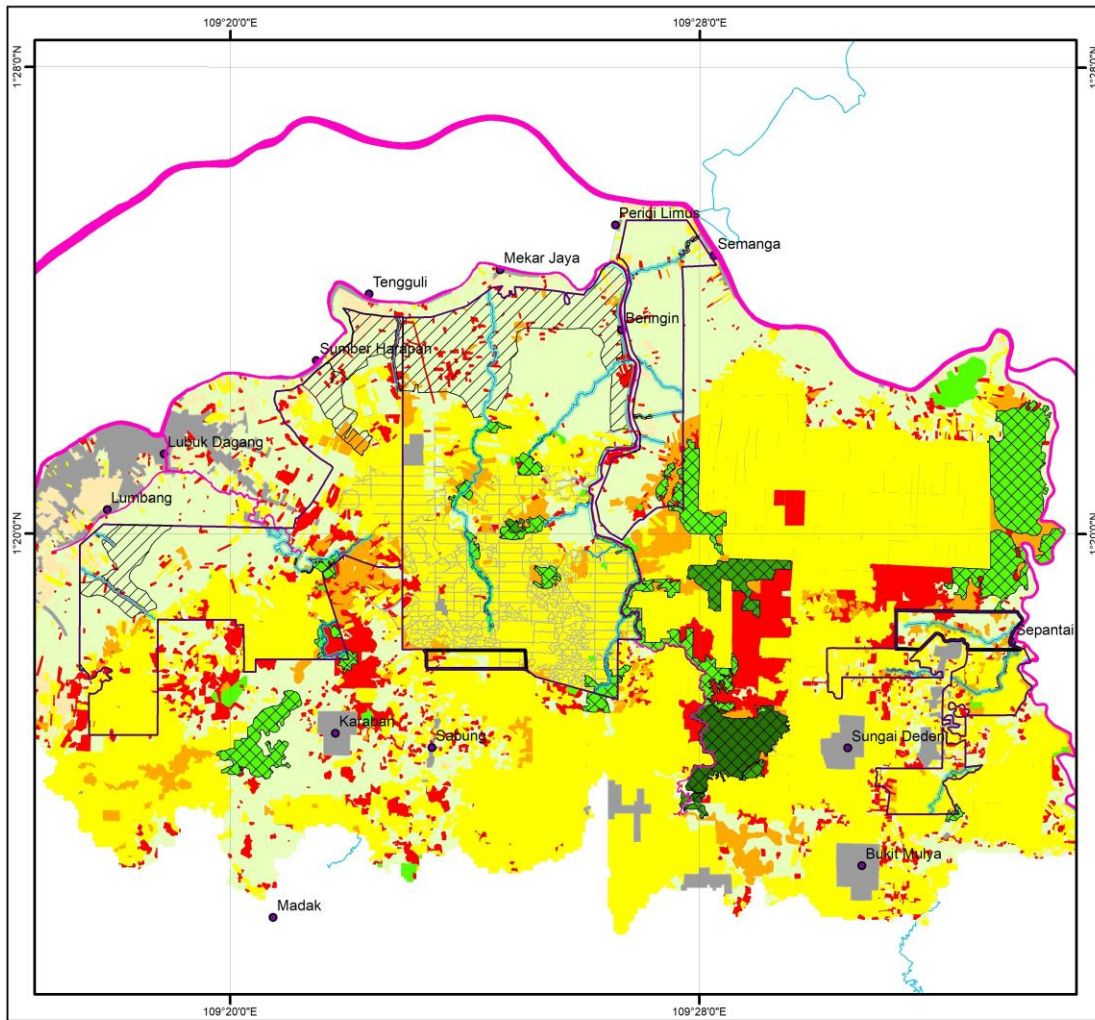 109°20'0"E
109°28'0"E
1°28'0"N
1°28'0"N
Perigi Limus
Semanga
Mekar Jaya
Tengguli
Beringin
Sumber Harapan
Lubuk Dagang
Lumbang
1°20'0"N
1°20'0"N
Sepantai
Karaban
Sapung
Sungai Dedeni
Bukit Mulya
Madak
109°20'0"E
109°28'0"E